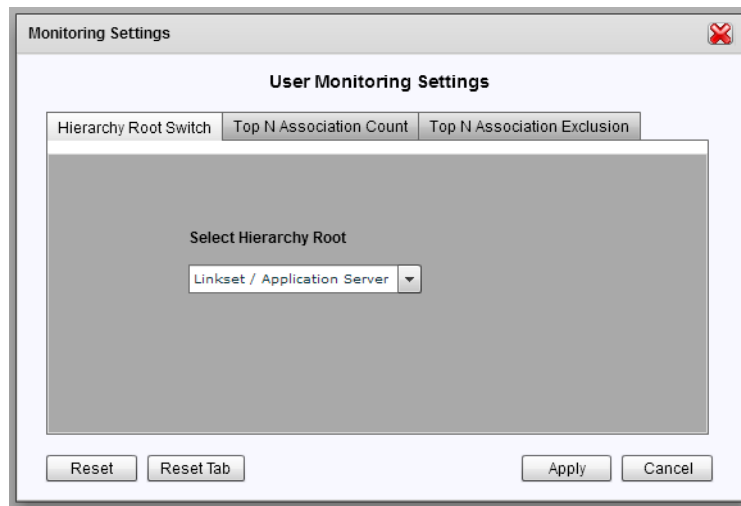 Monitoring Settings
User Monitoring Settings
Hierarchy Root Switch
Top N Association Count
Top N Association Exclusion
Select Hierarchy Root
Linkset / Application Server
Reset
Reset Tab
Apply
Cancel